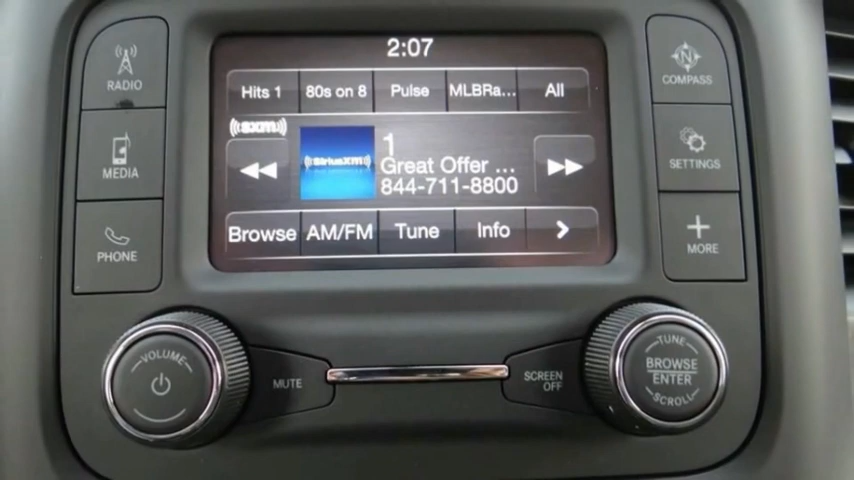 2:07
RADIO
COMPASS
Hits 1 80s on 8 Pulse MLBRa... All
((SXM))
MEDIA
((SiriusXM))
1
Great Offer ...
844-711-8800
SETTINGS
PHONE
Browse AM/FM Tune Info >
MORE
VOLUME
MUTE
SCREEN
OFF
TUNE
BROWSE
ENTER
SCROLL